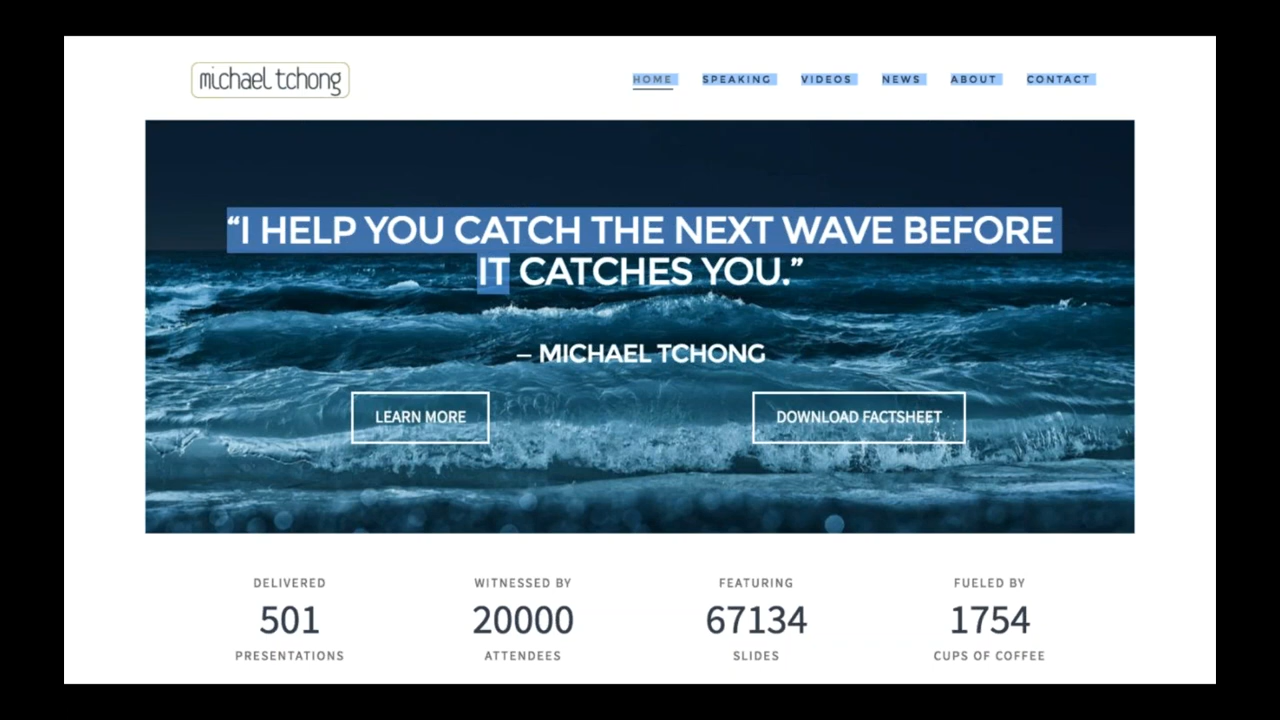 michael tchong
HOME SPEAKING VIDEOS NEWS ABOUT CONTACT
“I HELP YOU CATCH THE NEXT WAVE BEFORE
IT CATCHES YOU.”
– MICHAEL TCHONG
LEARN MORE DOWNLOAD FACTSHEET
DELIVERED WITNESSED BY FEATURING FUELED BY
501 20000 67134 1754
PRESENTATIONS ATTENDEES SLIDES CUPS OF COFFEE